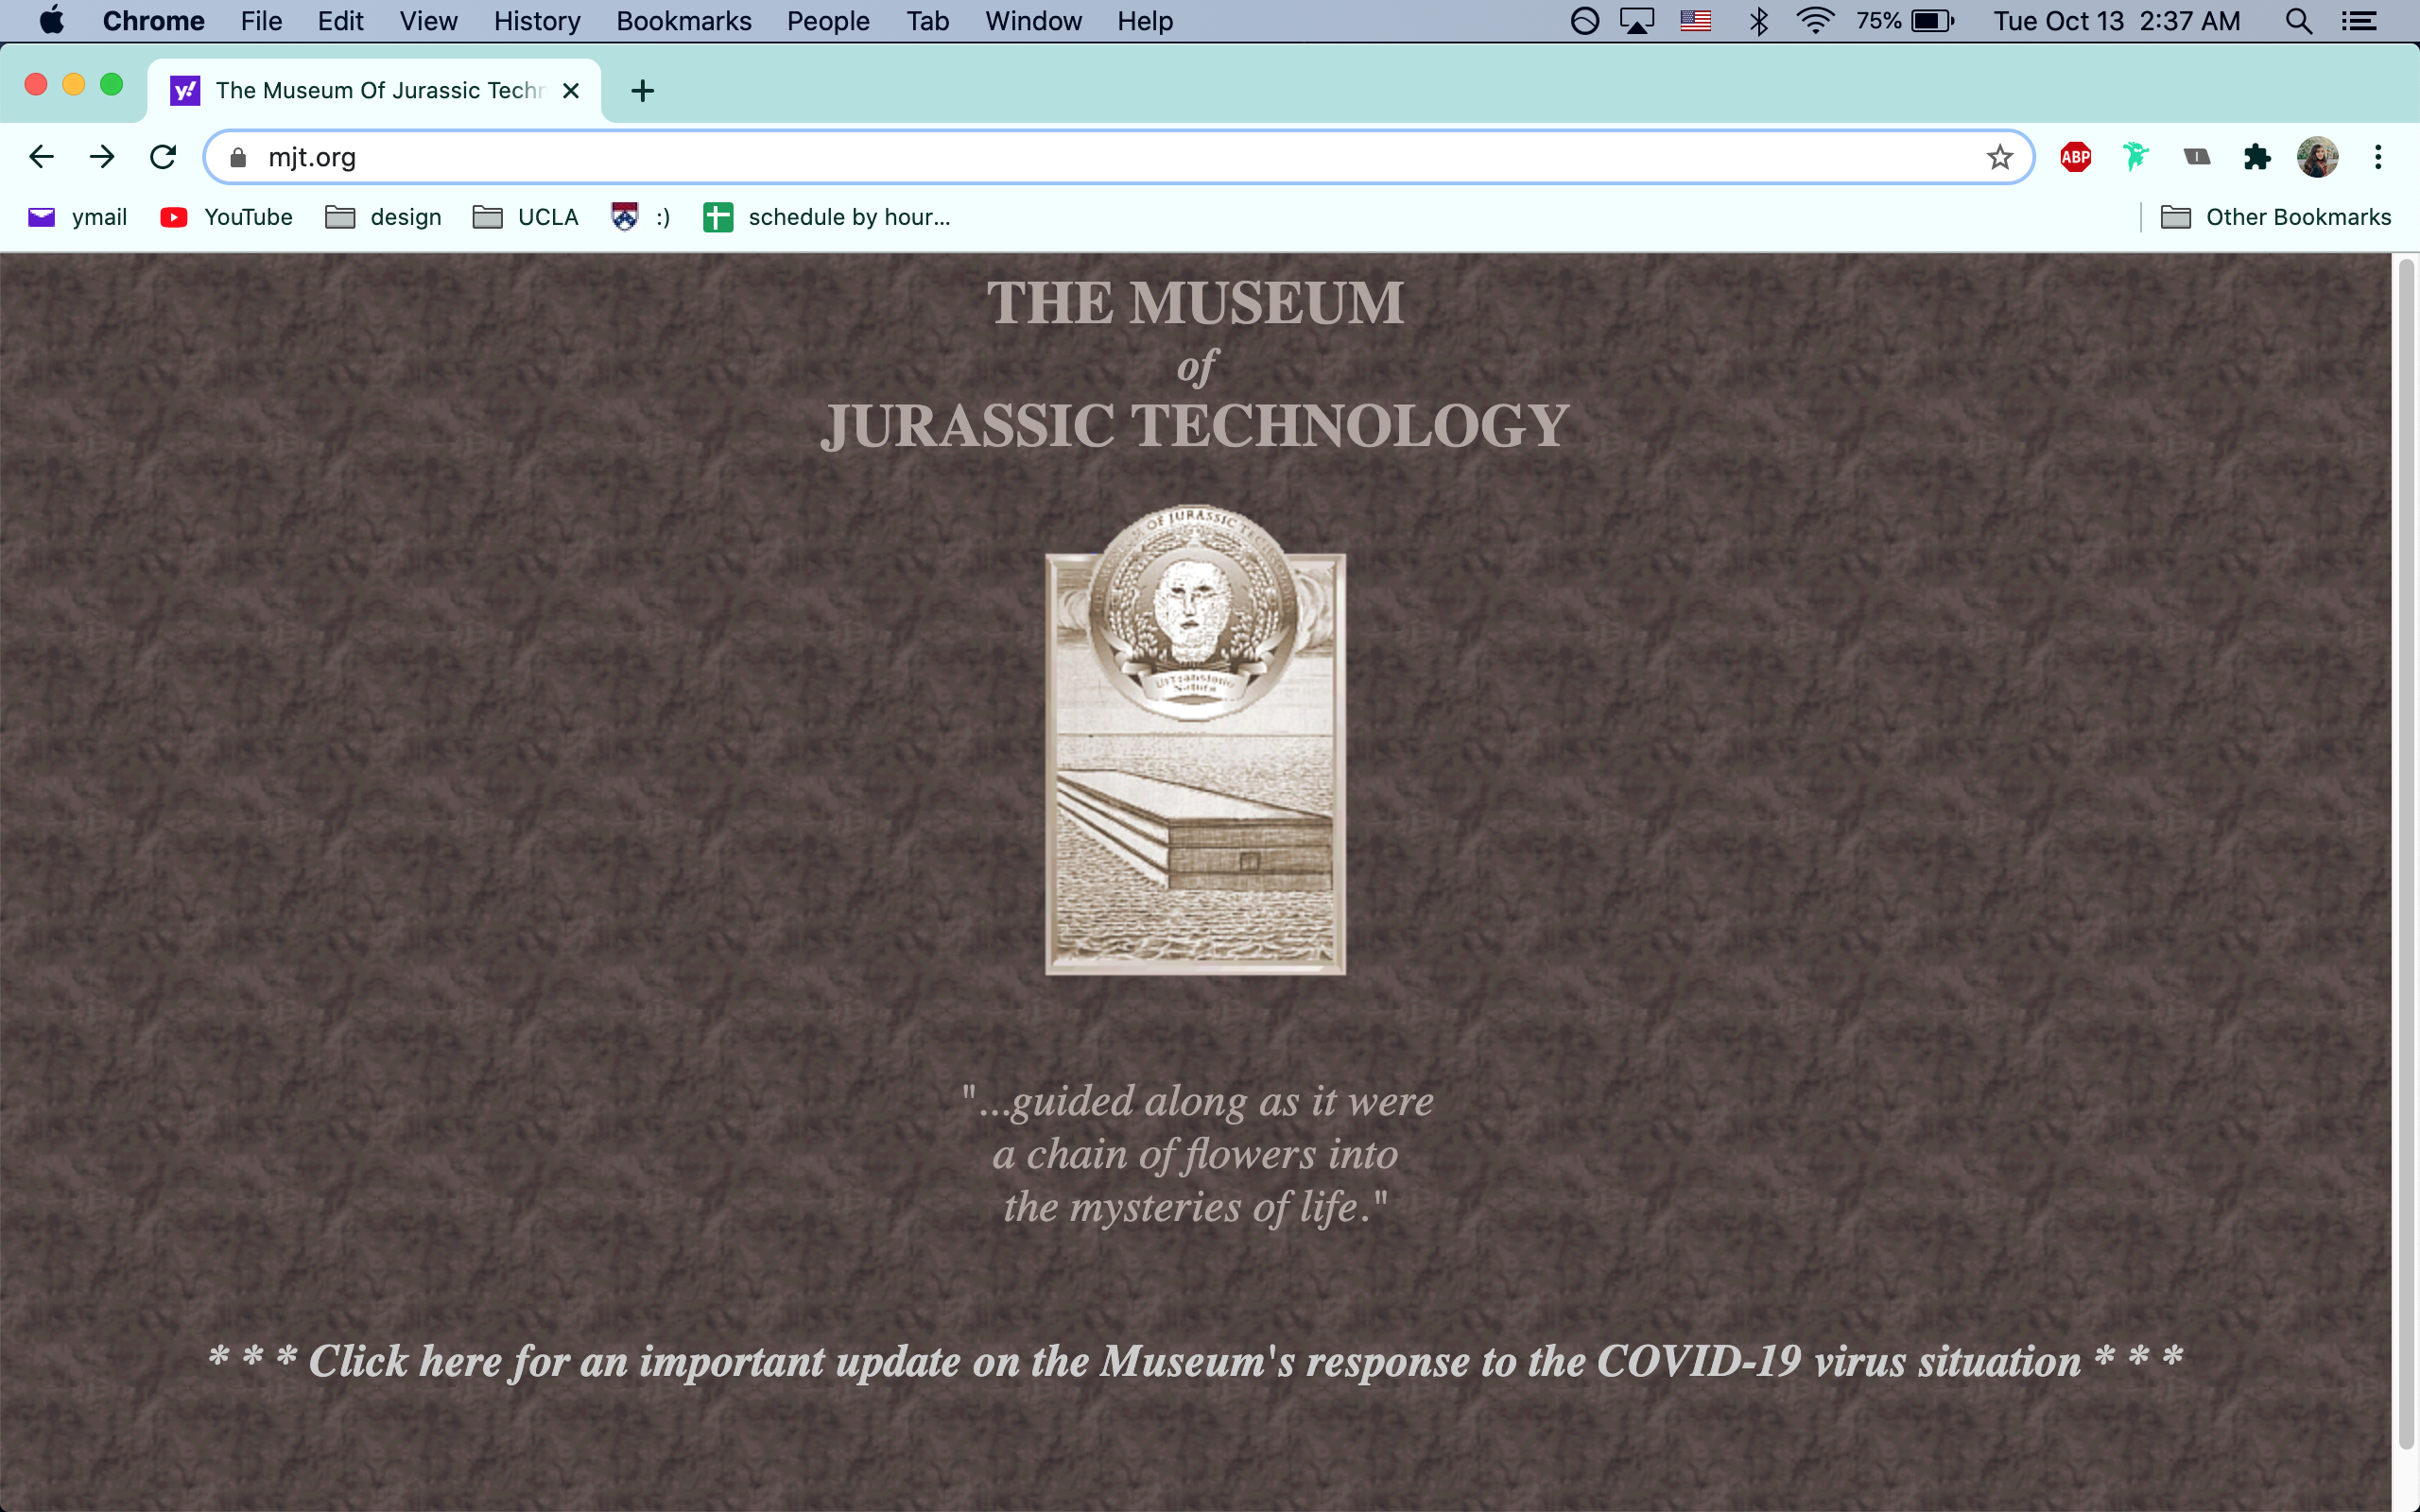 Chrome File Edit View History Bookmarks People Tab Window Help 75% Tue Oct 13 2:37 AM
y! The Museum Of Jurassic Techn
mjt.org ABP
ymail YouTube design UCLA :) schedule by hour... Other Bookmarks
THE MUSEUM
of
JURASSIC TECHNOLOGY
OF JURASSIC
Natura
"...guided along as it were
a chain of flowers into
the mysteries of life."
* * * Click here for an important update on the Museum's response to the COVID-19 virus situation * * *